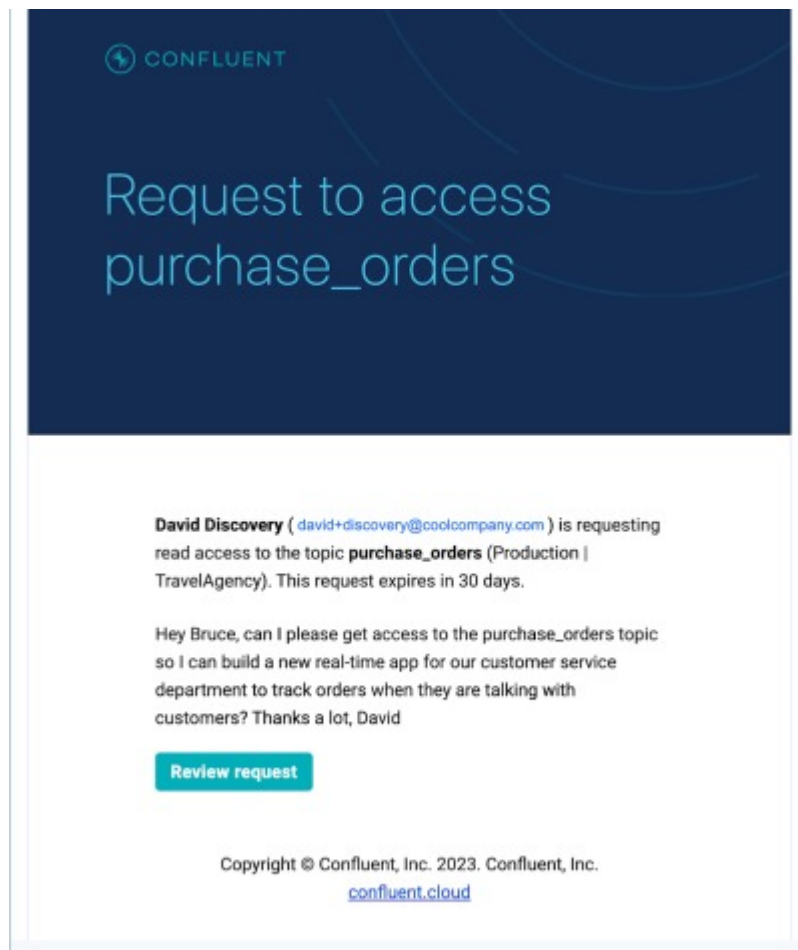 CONFLUENT
Request to access
purchase_orders
David Discovery ( david+discovery@coolcompany.com ) is requesting
read access to the topic purchase_orders (Production |
TravelAgency). This request expires in 30 days.
Hey Bruce, can I please get access to the purchase_orders topic
so I can build a new real-time app for our customer service
department to track orders when they are talking with
customers? Thanks a lot, David
Review request
Copyright © Confluent, Inc. 2023. Confluent, Inc.
confluent.cloud